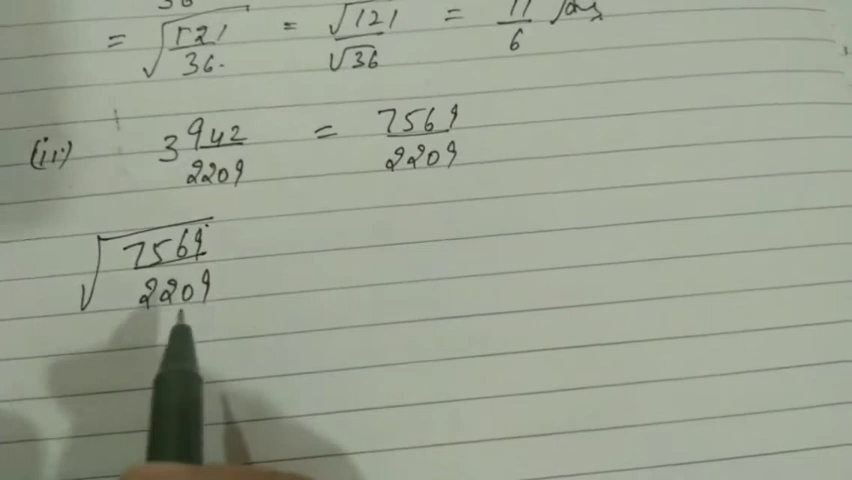 = √121/36. = √121/√36 = 11/6 Ans
(ii) 3 942/2209 = 7569/2209
√7569/2209